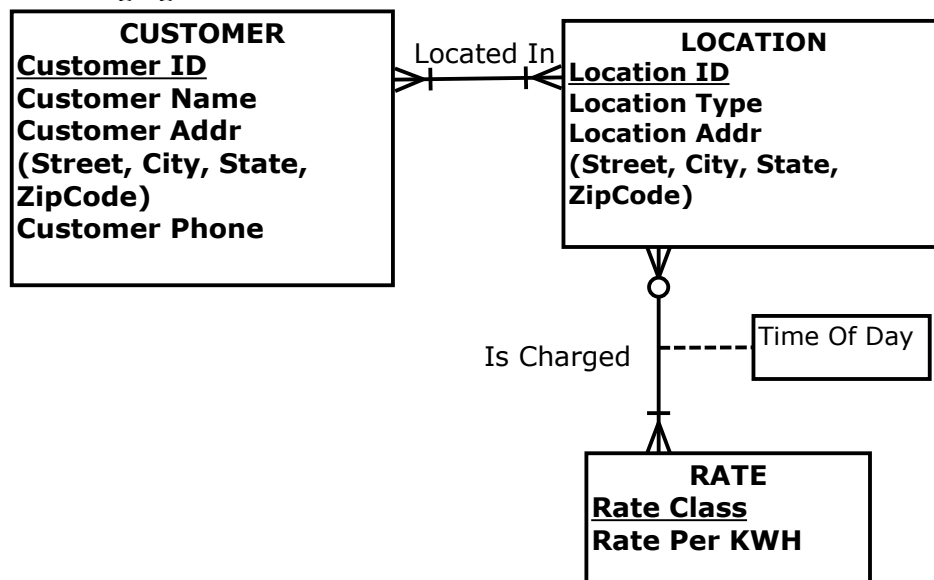 CUSTOMER
Customer ID
Customer Name
Customer Addr
(Street, City, State,
ZipCode)
Customer Phone
Located In
LOCATION
Location ID
Location Type
Location Addr
(Street, City, State,
ZipCode)
Is Charged
Time Of Day
RATE
Rate Class
Rate Per KWH